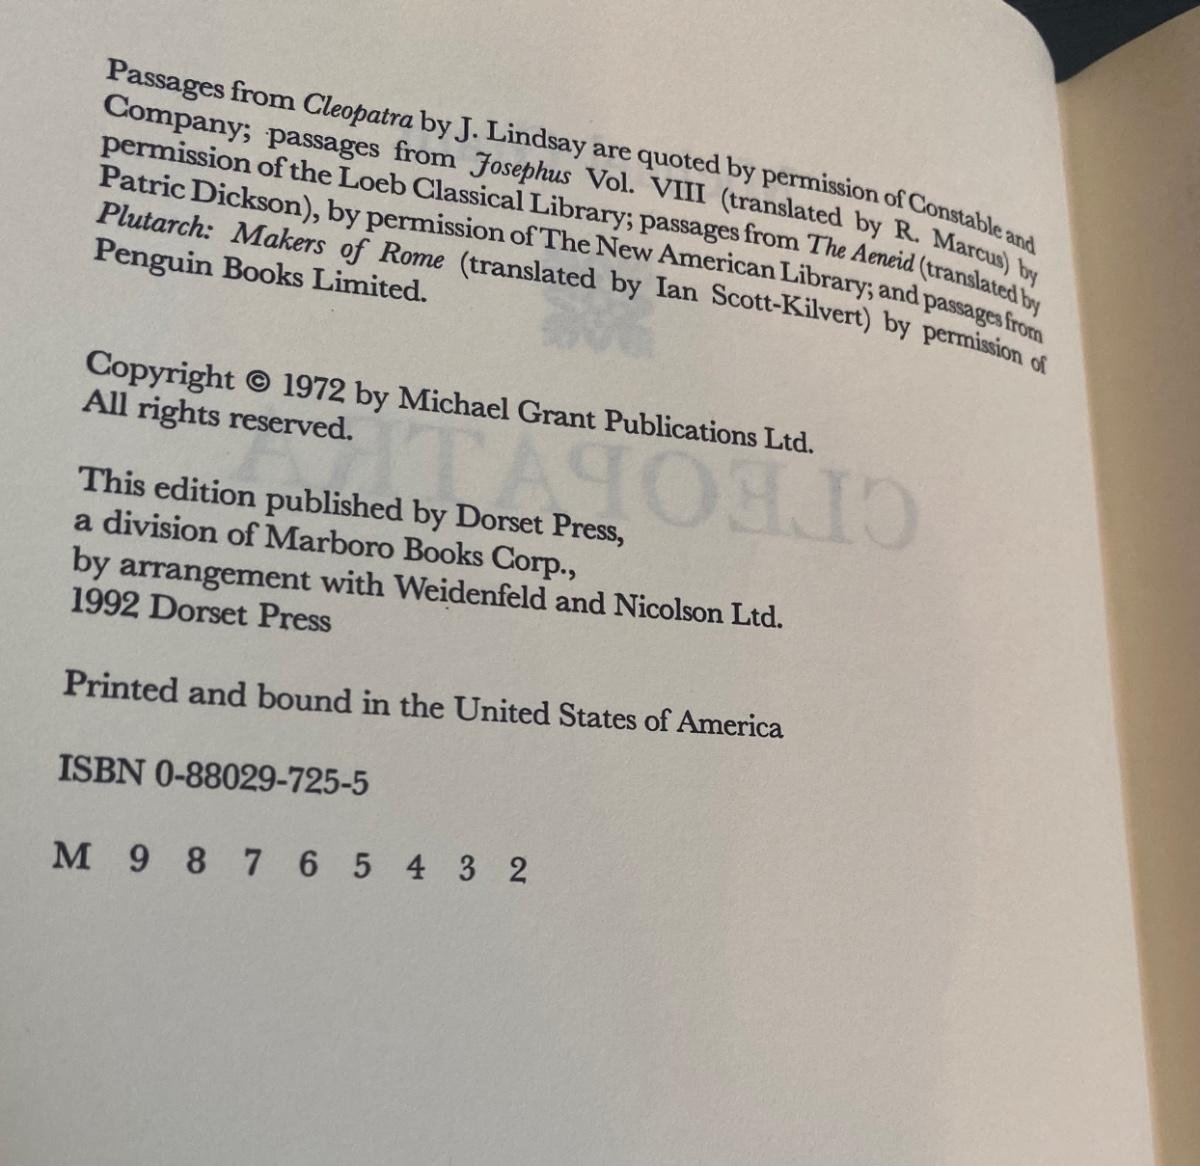 Passages from Cleopatra by J. Lindsay are quoted by permission of Constable and
Company; passages from Josephus Vol. VIII (translated by R. Marcus) by
permission of the Loeb Classical Library; passages from The Aeneid (translated by
Patric Dickson), by permission of The New American Library; and passages from
Plutarch: Makers of Rome (translated by Ian Scott-Kilvert) by permission of
Penguin Books Limited.
Copyright © 1972 by Michael Grant Publications Ltd.
All rights reserved.
CLEOPATRA
This edition published by Dorset Press,
a division of Marboro Books Corp.,
by arrangement with Weidenfeld and Nicolson Ltd.
1992 Dorset Press
Printed and bound in the United States of America
ISBN 0-88029-725-5
M 9 8 7 6 5 4 3 2